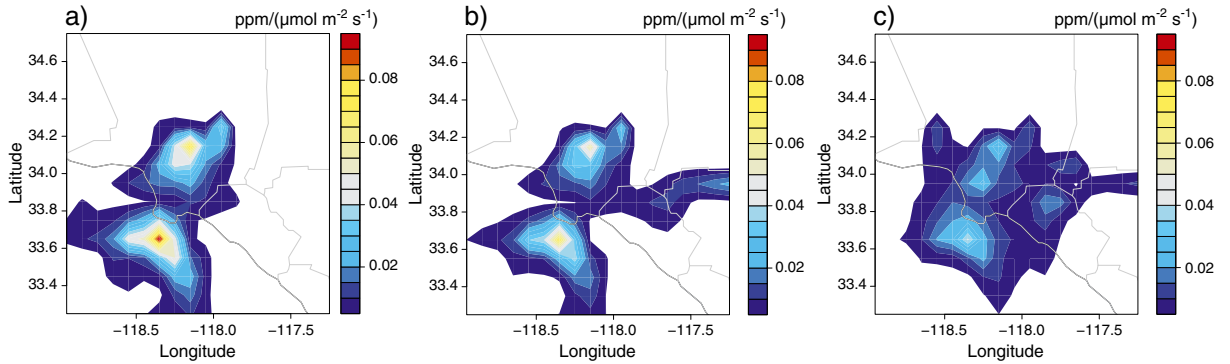 a) ppm/(μmol m⁻² s⁻¹)
b) ppm/(μmol m⁻² s⁻¹)
c) ppm/(μmol m⁻² s⁻¹)
Latitude
34.6
34.4
34.2
34.0
33.8
33.6
33.4
0.08
0.06
0.04
0.02
−118.5 −118.0 −117.5
Longitude
Latitude
34.6
34.4
34.2
34.0
33.8
33.6
33.4
0.08
0.06
0.04
0.02
−118.5 −118.0 −117.5
Longitude
Latitude
34.6
34.4
34.2
34.0
33.8
33.6
33.4
0.08
0.06
0.04
0.02
−118.5 −118.0 −117.5
Longitude